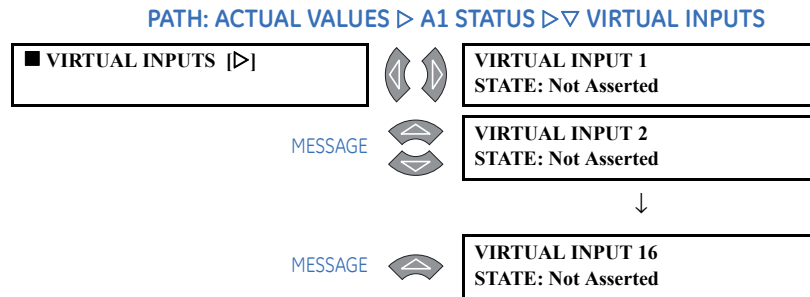 PATH: ACTUAL VALUES ▷ A1 STATUS ▷▽ VIRTUAL INPUTS
■ VIRTUAL INPUTS [▷]
VIRTUAL INPUT 1
STATE: Not Asserted
MESSAGE
VIRTUAL INPUT 2
STATE: Not Asserted
↓
MESSAGE
VIRTUAL INPUT 16
STATE: Not Asserted